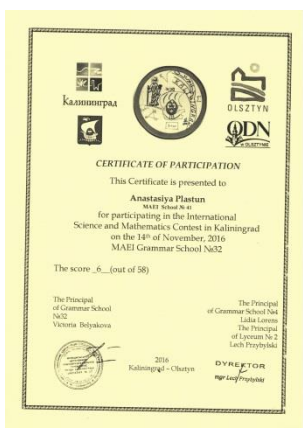 Калининград
OLSZTYN
ODN
W OLSZTYNIE
CERTIFICATE OF PARTICIPATION
This Certificate is presented to
Anastasiya Plastun
MAEI School № 41
for participating in the International
Science and Mathematics Contest in Kaliningrad
on the 14th of November, 2016
MAEI Grammar School №32
The score _6__(out of 58)
The Principal
of Grammar School
№32
Victoria Belyakova
The Principal
of Grammar School №4
Lidia Lorens
The Principal
of Lyceum № 2
Lech Przybylski
2016
Kaliningrad – Olsztyn
DYREKTOR
mgr Lech Przybylski